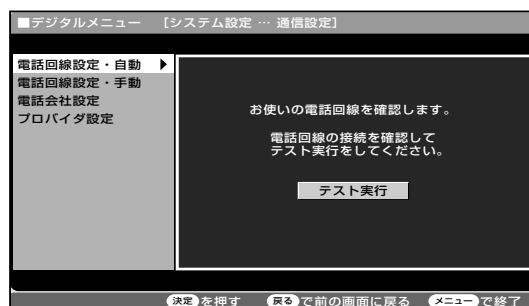 ■デジタルメニュー　[システム設定 … 通信設定]
電話回線設定・自動 ▶
電話回線設定・手動
電話会社設定
プロバイダ設定
お使いの電話回線を確認します。
電話回線の接続を確認して
テスト実行をしてください。
テスト実行
決定 を押す　戻る で前の画面に戻る　メニュー で終了